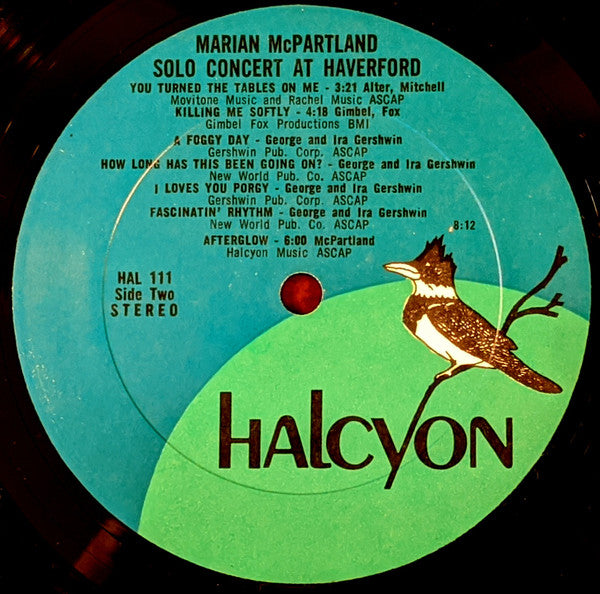 MARIAN McPARTLAND
SOLO CONCERT AT HAVERFORD
YOU TURNED THE TABLES ON ME - 3:21 Alter, Mitchell
Movitone Music and Rachel Music ASCAP
KILLING ME SOFTLY - 4:18 Gimbel, Fox
Gimbel Fox Productions BMI
A FOGGY DAY - George and Ira Gershwin
Gershwin Pub. Corp. ASCAP
HOW LONG HAS THIS BEEN GOING ON? - George and Ira Gershwin
New World Pub. Co. ASCAP
I LOVES YOU PORGY - George and Ira Gershwin
Gershwin Pub. Corp. ASCAP
FASCINATIN' RHYTHM - George and Ira Gershwin
New World Pub. Co. ASCAP 8:12
AFTERGLOW - 6:00 McPartland
Halcyon Music ASCAP
HAL 111
Side Two
STEREO
HALCYON